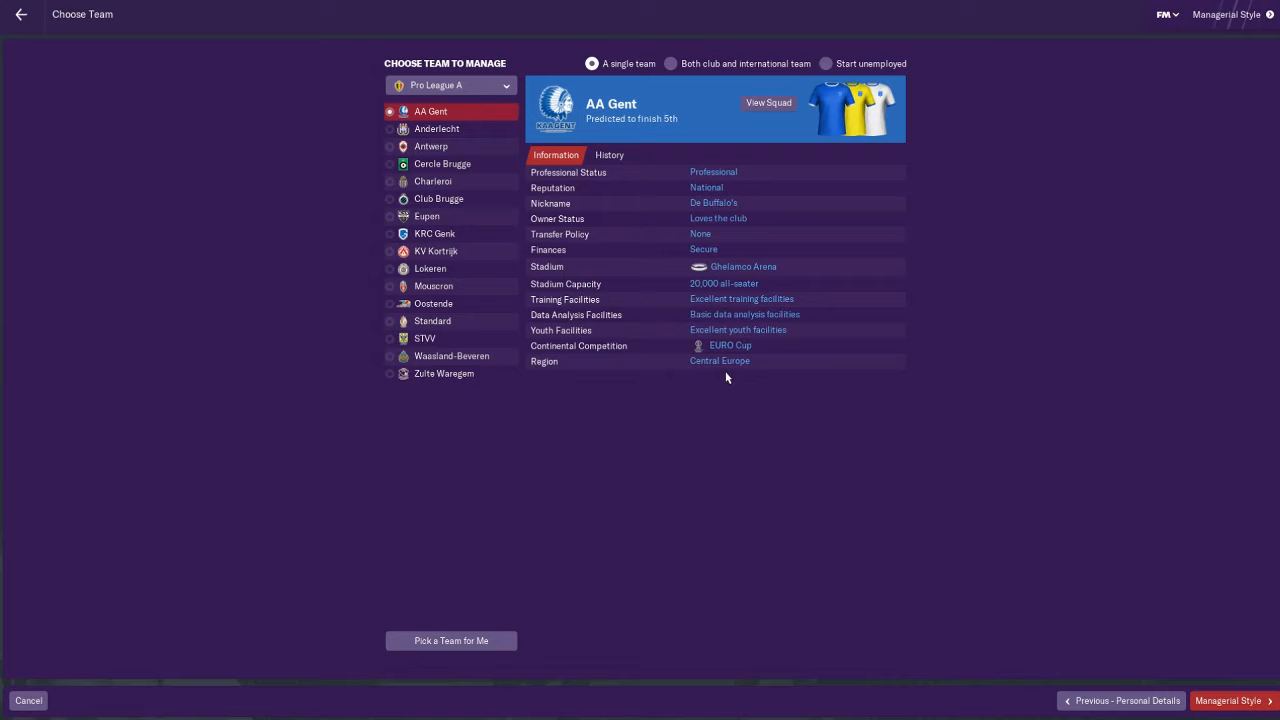 Choose Team
FM
Managerial Style
CHOOSE TEAM TO MANAGE
A single team
Both club and international team
Start unemployed
Pro League A
AA Gent
Anderlecht
Antwerp
Cercle Brugge
Charleroi
Club Brugge
Eupen
KRC Genk
KV Kortrijk
Lokeren
Mouscron
Oostende
Standard
STVV
Waasland-Beveren
Zulte Waregem
Pick a Team for Me
KAAGENT
AA Gent
Predicted to finish 5th
View Squad
Information History
Professional Status Professional
Reputation National
Nickname De Buffalo's
Owner Status Loves the club
Transfer Policy None
Finances Secure
Stadium Ghelamco Arena
Stadium Capacity 20,000 all-seater
Training Facilities Excellent training facilities
Data Analysis Facilities Basic data analysis facilities
Youth Facilities Excellent youth facilities
Continental Competition EURO Cup
Region Central Europe
Cancel
Previous - Personal Details
Managerial Style